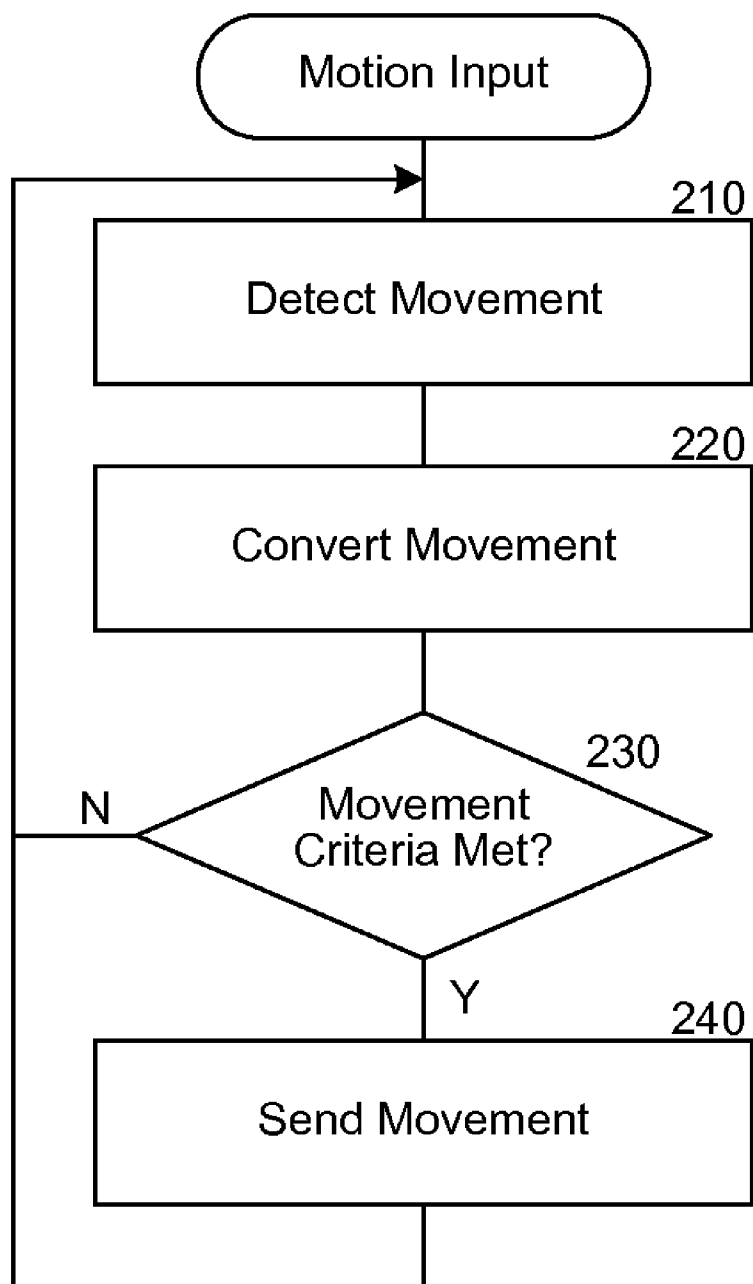 Motion Input
210
Detect Movement
220
Convert Movement
230
Movement
Criteria Met?
N
Y
240
Send Movement